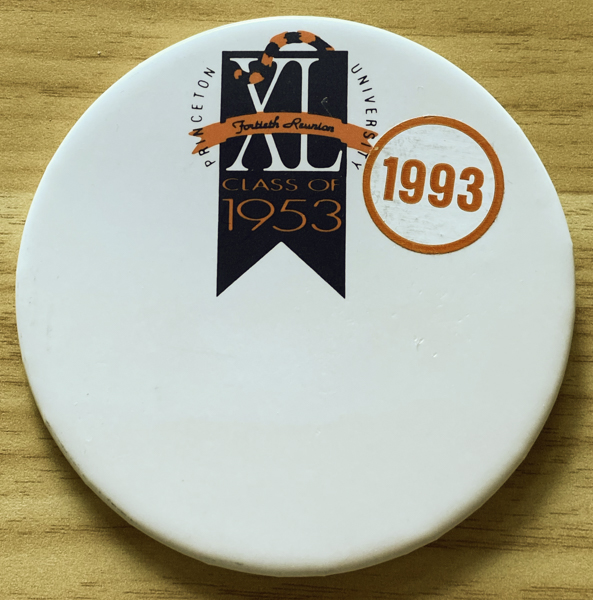 PRINCETON UNIVERSITY
XL
Fortieth Reunion
CLASS OF
1953
1993